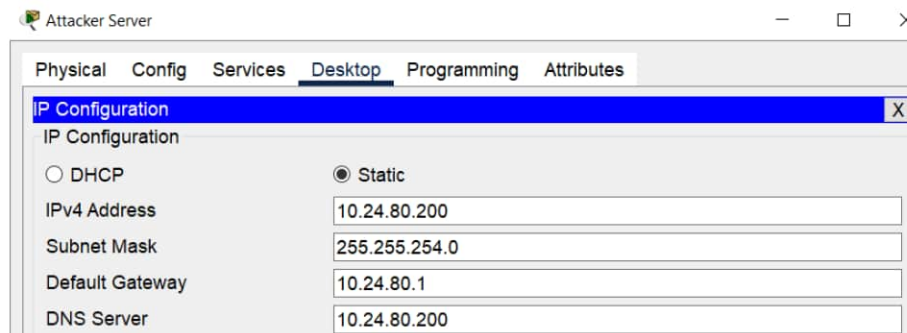 Attacker Server
Physical Config Services Desktop Programming Attributes
IP Configuration X
IP Configuration
DHCP Static
IPv4 Address 10.24.80.200
Subnet Mask 255.255.254.0
Default Gateway 10.24.80.1
DNS Server 10.24.80.200